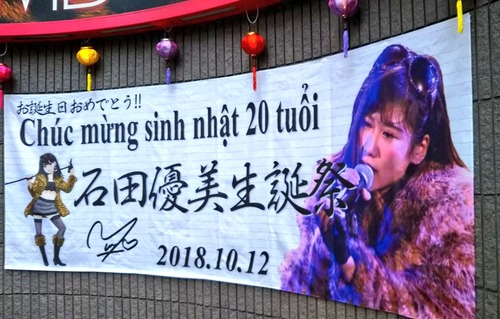 お誕生日おめでとう!!
Chúc mừng sinh nhật 20 tuổi
石田優美生誕祭
2018.10.12